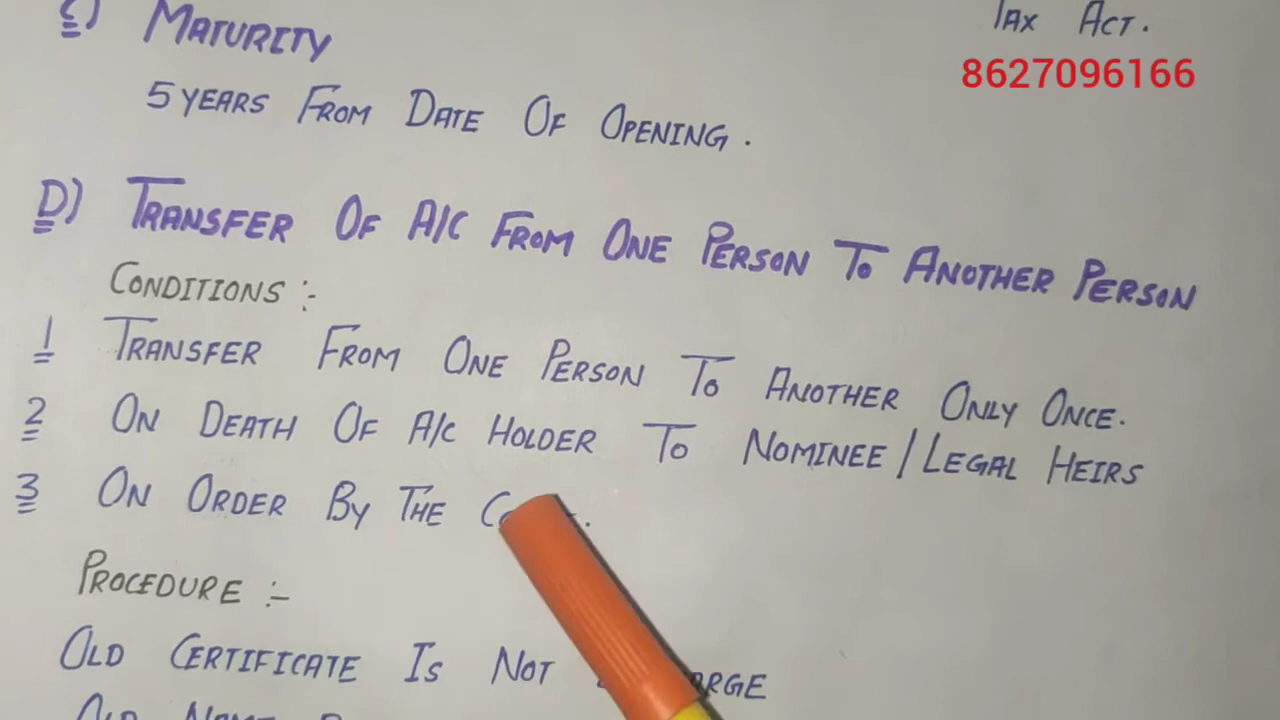 C) MATURITY
TAX ACT.
8627096166
5 YEARS FROM DATE OF OPENING.
D) TRANSFER OF A/C FROM ONE PERSON TO ANOTHER PERSON
CONDITIONS :-
1 TRANSFER FROM ONE PERSON TO ANOTHER ONLY ONCE.
2 ON DEATH OF A/C HOLDER TO NOMINEE / LEGAL HEIRS
3 ON ORDER BY THE
PROCEDURE :-
OLD CERTIFICATE IS NOT
OLD NAME